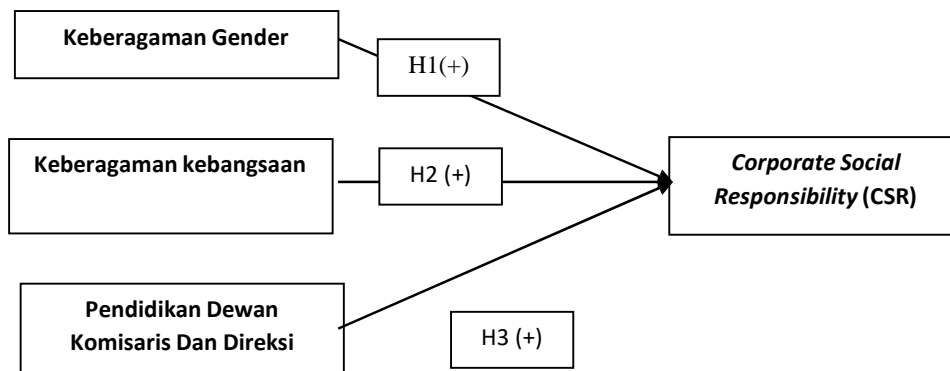 Keberagaman Gender
H1(+)
Keberagaman kebangsaan
H2 (+)
Corporate Social
Responsibility (CSR)
Pendidikan Dewan
Komisaris Dan Direksi
H3 (+)